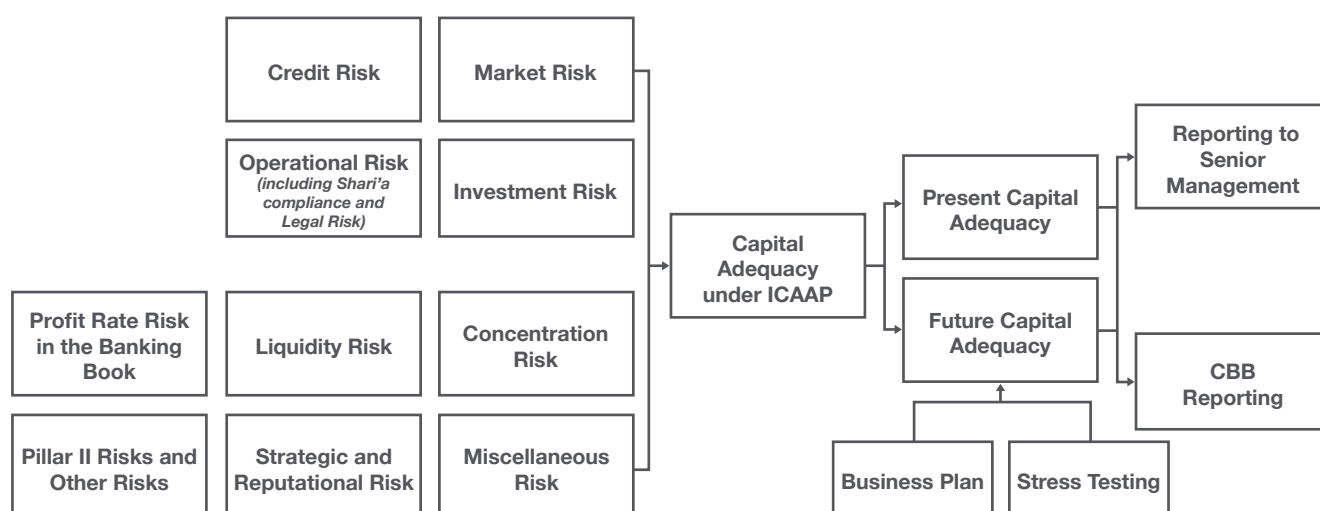 Credit Risk
Market Risk
Operational Risk
(including Shari'a
compliance and
Legal Risk)
Investment Risk
Profit Rate Risk
in the Banking
Book
Liquidity Risk
Concentration
Risk
Pillar II Risks and
Other Risks
Strategic and
Reputational Risk
Miscellaneous
Risk
Capital
Adequacy
under ICAAP
Present Capital
Adequacy
Future Capital
Adequacy
Business Plan
Stress Testing
Reporting to
Senior
Management
CBB
Reporting